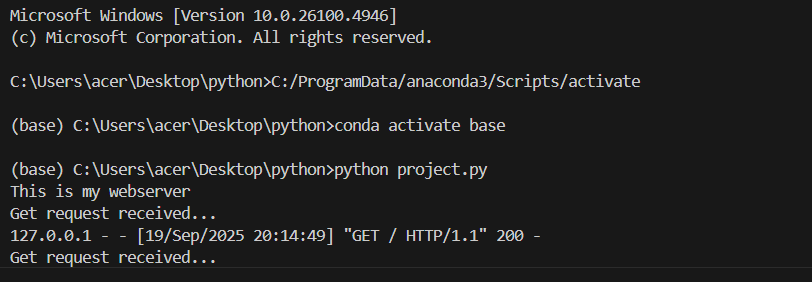 Microsoft Windows [Version 10.0.26100.4946]
(c) Microsoft Corporation. All rights reserved.
C:\Users\acer\Desktop\python>C:/ProgramData/anaconda3/Scripts/activate
(base) C:\Users\acer\Desktop\python>conda activate base
(base) C:\Users\acer\Desktop\python>python project.py
This is my webserver
Get request received...
127.0.0.1 - - [19/Sep/2025 20:14:49] "GET / HTTP/1.1" 200 -
Get request received...